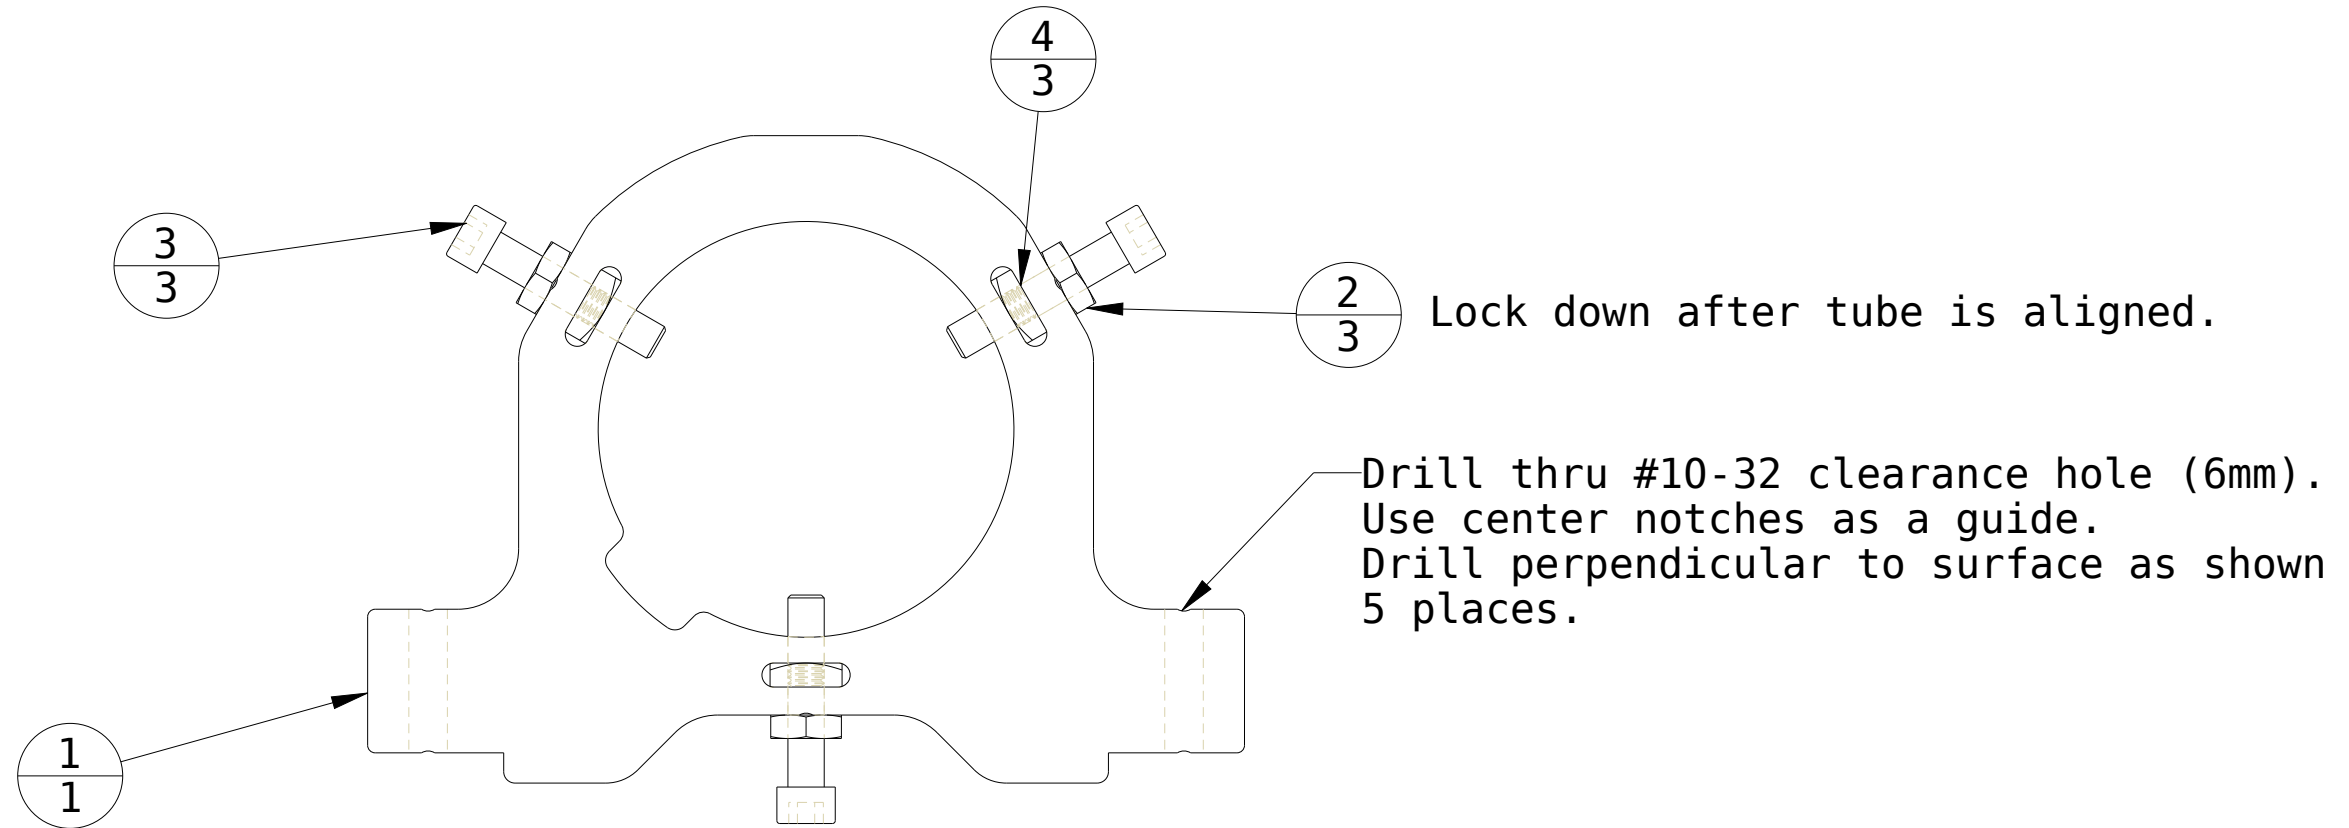 4
3
3
3
2
3
Lock down after tube is aligned.
Drill thru #10-32 clearance hole (6mm).
Use center notches as a guide.
Drill perpendicular to surface as shown
5 places.
1
1